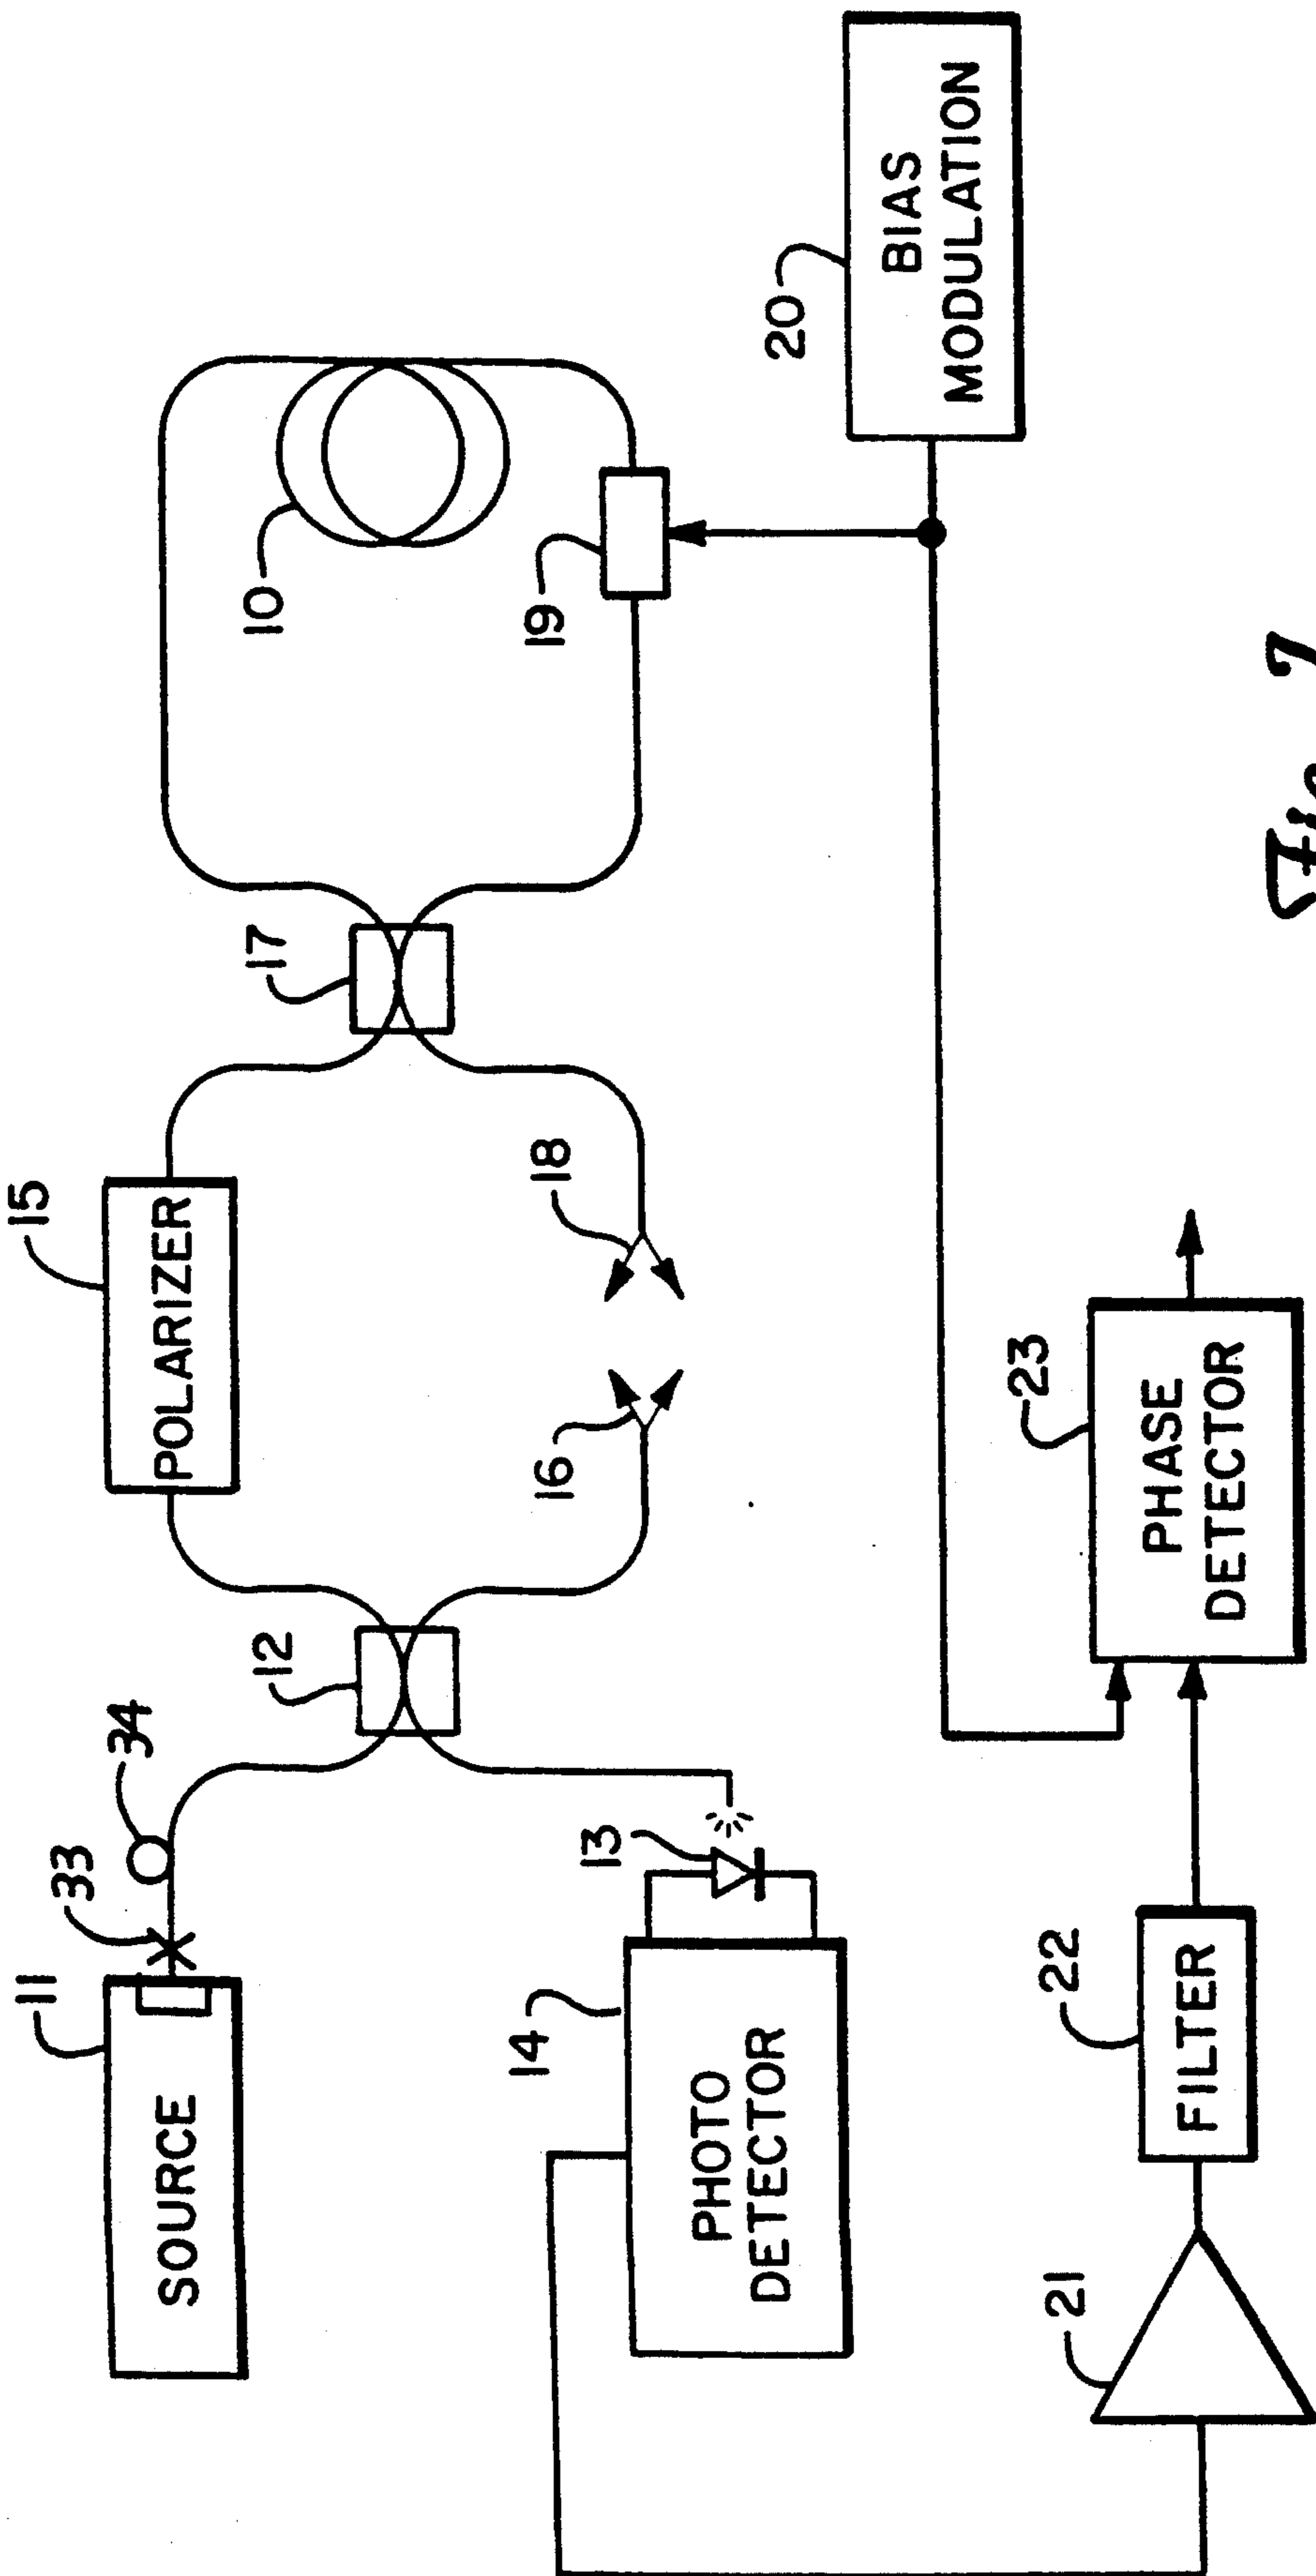 11
SOURCE
33
34
12
15
POLARIZER
17
10
19
16
18
20
BIAS
MODULATION
13
14
PHOTO
DETECTOR
21
22
FILTER
23
PHASE
DETECTOR